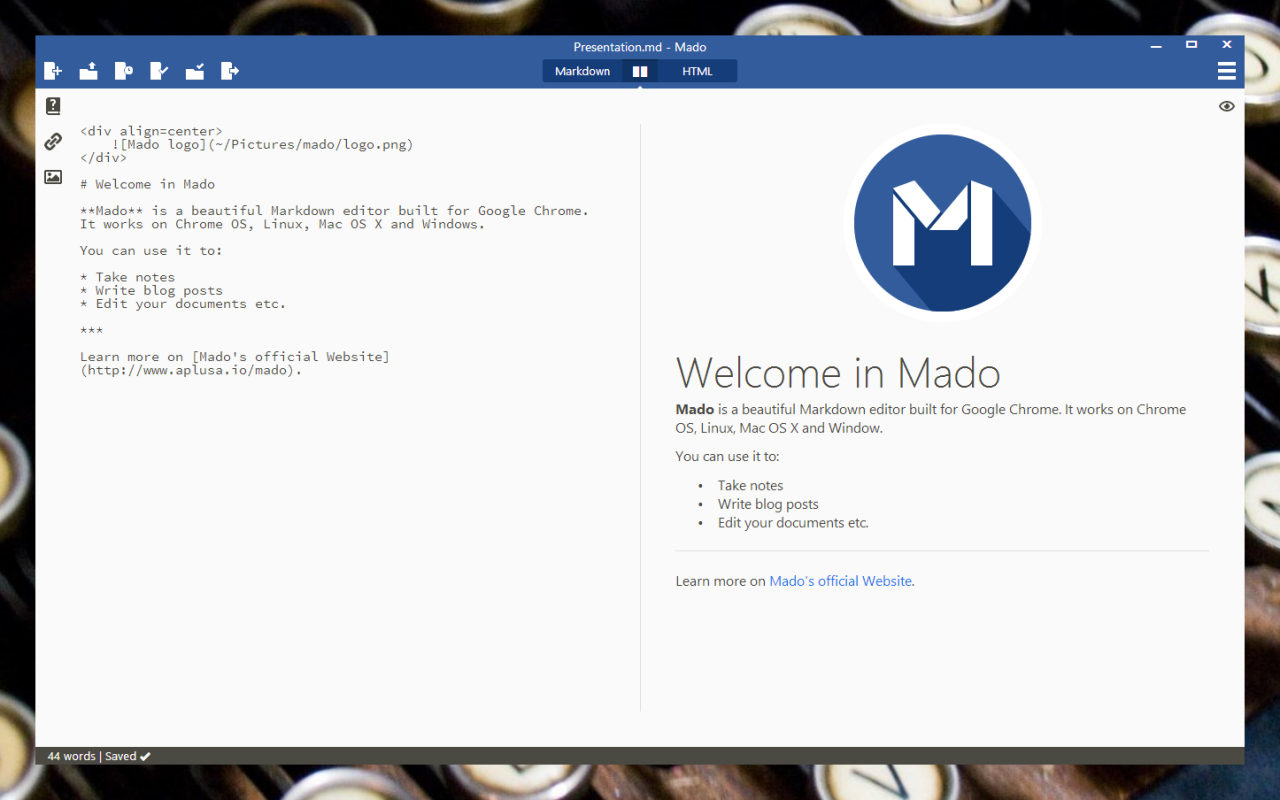 Presentation.md - Mado
Markdown
HTML
<div align=center>
    ![Mado logo](~/Pictures/mado/logo.png)
</div>
# Welcome in Mado
**Mado** is a beautiful Markdown editor built for Google Chrome.
It works on Chrome OS, Linux, Mac OS X and Windows.
You can use it to:
* Take notes
* Write blog posts
* Edit your documents etc.
***
Learn more on [Mado's official Website]
(http://www.aplusa.io/mado).
M
Welcome in Mado
Mado is a beautiful Markdown editor built for Google Chrome. It works on Chrome
OS, Linux, Mac OS X and Window.
You can use it to:
• Take notes
• Write blog posts
• Edit your documents etc.
Learn more on Mado's official Website.
44 words | Saved ✔